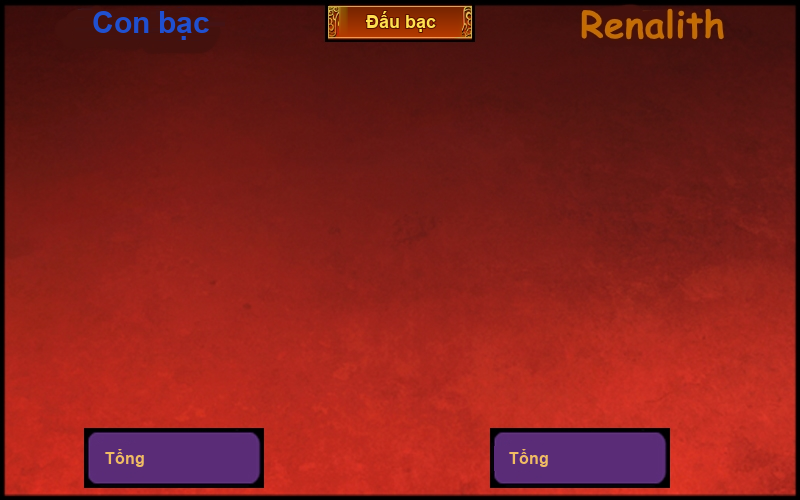 Con bạc
Đấu bạc
Renalith
Tổng
Tổng